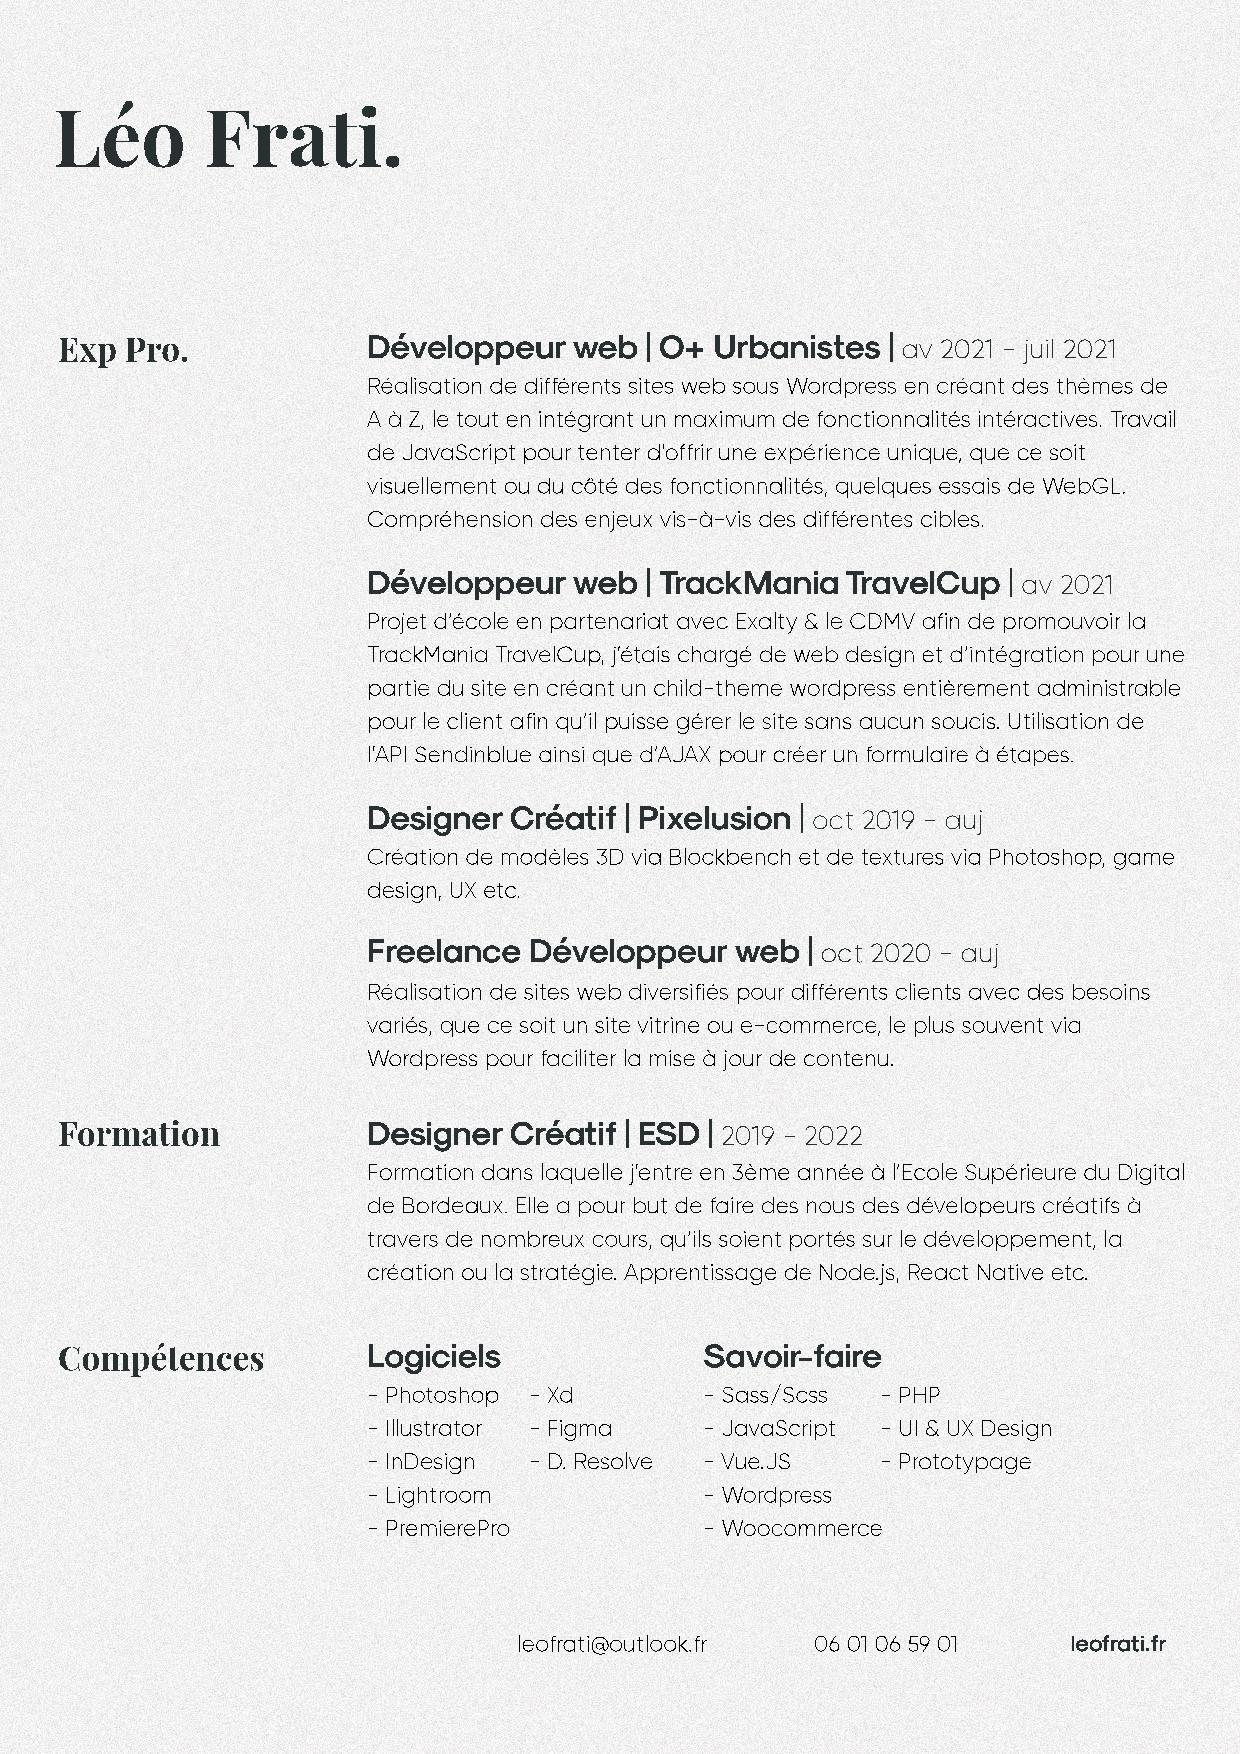 Léo Frati.
Exp Pro.
Développeur web | O+ Urbanistes | av 2021 - juil 2021
Réalisation de différents sites web sous Wordpress en créant des thèmes de
A à Z, le tout en intégrant un maximum de fonctionnalités intéractives. Travail
de JavaScript pour tenter d'offrir une expérience unique, que ce soit
visuellement ou du côté des fonctionnalités, quelques essais de WebGL.
Compréhension des enjeux vis-à-vis des différentes cibles.
Développeur web | TrackMania TravelCup | av 2021
Projet d'école en partenariat avec Exalty & le CDMV afin de promouvoir la
TrackMania TravelCup, j'étais chargé de web design et d'intégration pour une
partie du site en créant un child-theme wordpress entièrement administrable
pour le client afin qu'il puisse gérer le site sans aucun soucis. Utilisation de
l'API Sendinblue ainsi que d'AJAX pour créer un formulaire à étapes.
Designer Créatif | Pixelusion | oct 2019 - auj
Création de modèles 3D via Blockbench et de textures via Photoshop, game
design, UX etc.
Freelance Développeur web | oct 2020 - auj
Réalisation de sites web diversifiés pour différents clients avec des besoins
variés, que ce soit un site vitrine ou e-commerce, le plus souvent via
Wordpress pour faciliter la mise à jour de contenu.
Formation
Designer Créatif | ESD | 2019 - 2022
Formation dans laquelle j'entre en 3ème année à l'Ecole Supérieure du Digital
de Bordeaux. Elle a pour but de faire des nous des dévelopeurs créatifs à
travers de nombreux cours, qu'ils soient portés sur le développement, la
création ou la stratégie. Apprentissage de Node.js, React Native etc.
Compétences
Logiciels
- Photoshop - Xd
- Illustrator - Figma
- InDesign - D. Resolve
- Lightroom
- PremierePro
Savoir-faire
- Sass/Scss - PHP
- JavaScript - UI & UX Design
- Vue.JS - Prototypage
- Wordpress
- Woocommerce
leofrati@outlook.fr 06 01 06 59 01 leofrati.fr